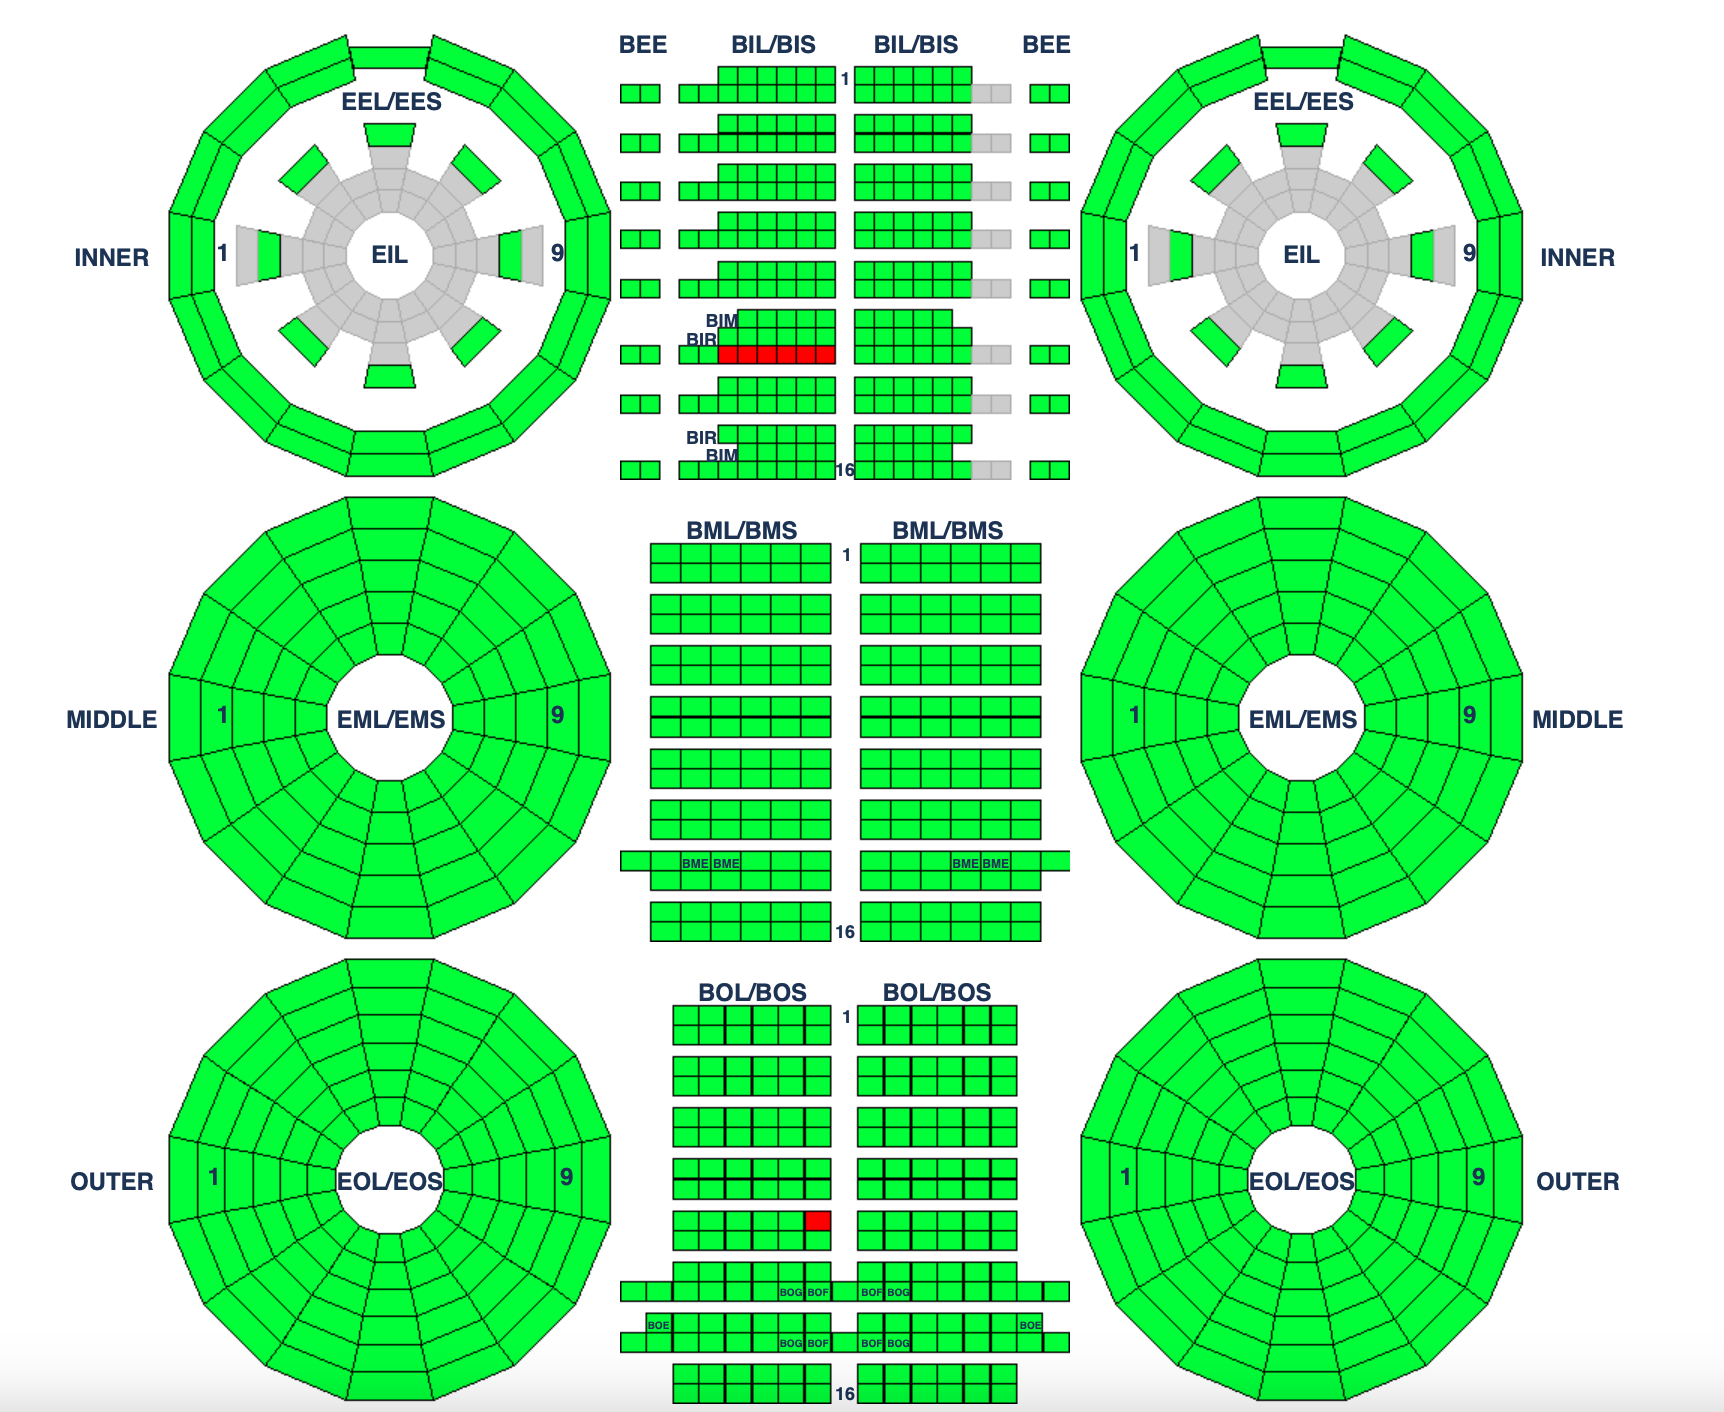 BEE BIL/BIS BIL/BIS BEE
1
EEL/EES EEL/EES
INNER 1 EIL 9 1 EIL 9 INNER
BIM
BIR
BIR
BIM
16
BML/BMS BML/BMS
1
MIDDLE 1 EML/EMS 9 1 EML/EMS 9 MIDDLE
BME BME BME BME
16
BOL/BOS BOL/BOS
1
OUTER 1 EOL/EOS 9 1 EOL/EOS 9 OUTER
BOG BOF BOF BOG
BOE BOE
BOG BOF BOF BOG
16